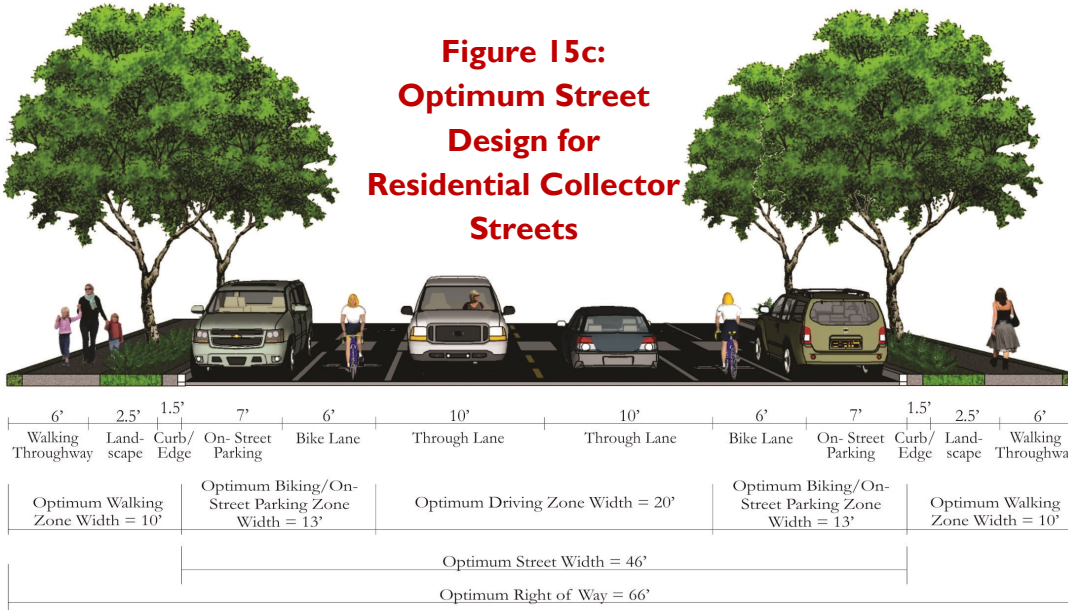 Figure 15c:
Optimum Street
Design for
Residential Collector
Streets
6' 2.5' 1.5' 7' 6' 10' 10' 6' 7' 1.5' 2.5' 6'
Walking Throughway
Land-
scape
Curb/
Edge
On- Street
Parking
Bike Lane
Through Lane
Through Lane
Bike Lane
On- Street
Parking
Curb/
Edge
Land-
scape
Walking
Throughwa
Optimum Walking
Zone Width = 10'
Optimum Biking/On-
Street Parking Zone
Width = 13'
Optimum Driving Zone Width = 20'
Optimum Biking/On-
Street Parking Zone
Width = 13'
Optimum Walking
Zone Width = 10'
Optimum Street Width = 46'
Optimum Right of Way = 66'